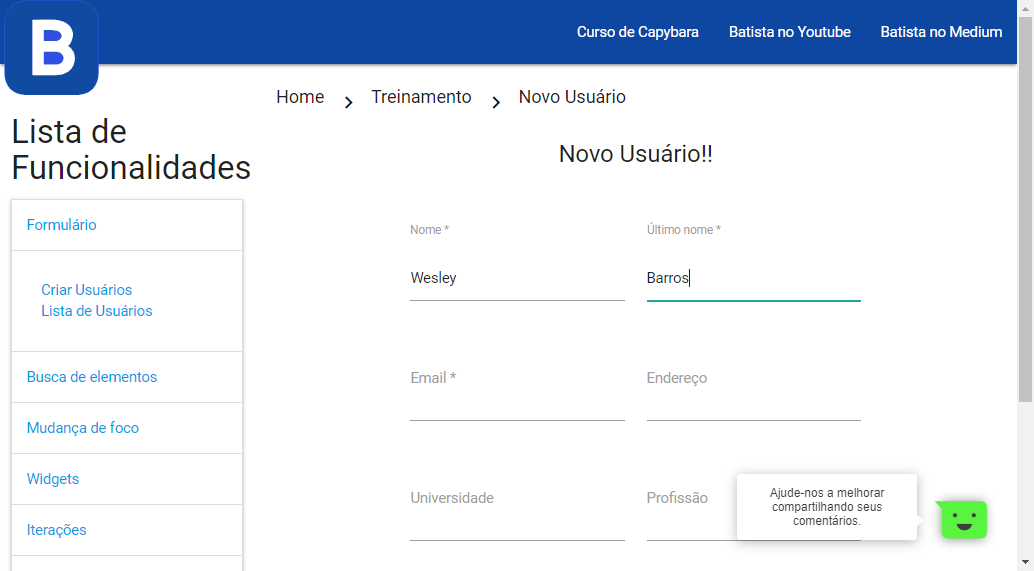 B
Curso de Capybara Batista no Youtube Batista no Medium
Home Treinamento Novo Usuário
Lista de
Funcionalidades
Formulário
Criar Usuários
Lista de Usuários
Busca de elementos
Mudança de foco
Widgets
Iterações
Novo Usuário!!
Nome * Último nome *
Wesley Barros
Email * Endereço
Universidade Profissão
Ajude-nos a melhorar
compartilhando seus
comentários.